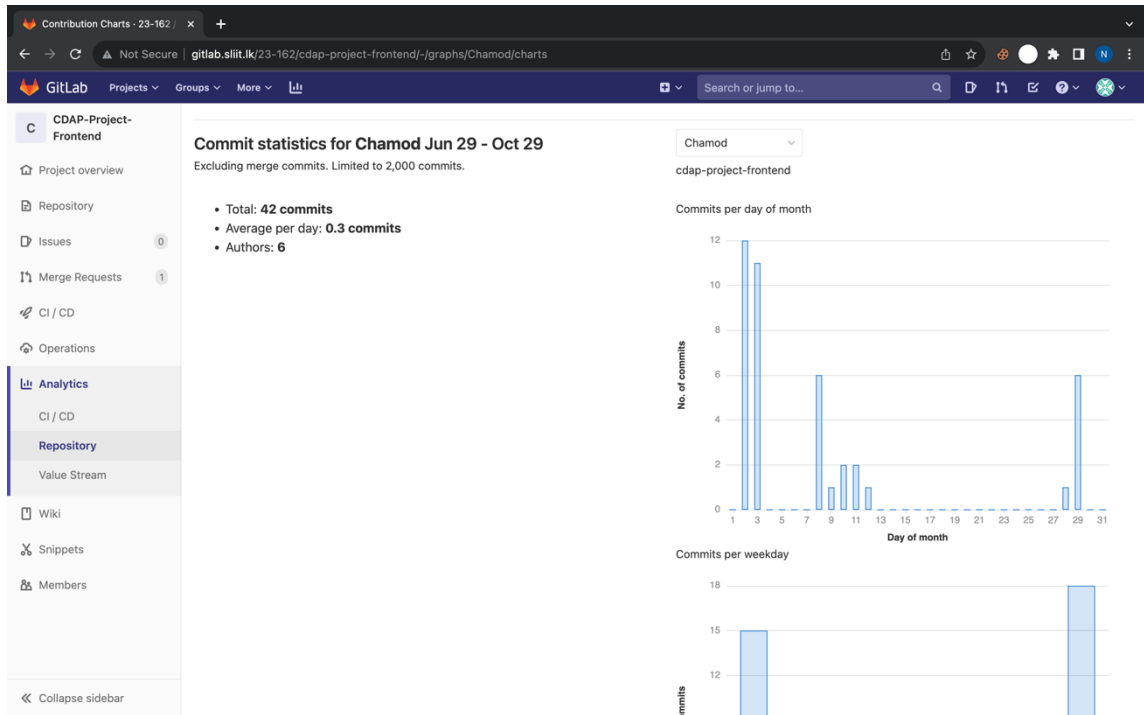 Contribution Charts · 23-162 /
Not Secure | gitlab.sliit.lk/23-162/cdap-project-frontend/-/graphs/Chamod/charts
N
GitLab Projects Groups More Search or jump to...
C CDAP-Project-
Frontend
Project overview
Repository
Issues 0
Merge Requests 1
CI / CD
Operations
Analytics
CI / CD
Repository
Value Stream
Wiki
Snippets
Members
Collapse sidebar
Commit statistics for Chamod Jun 29 - Oct 29
Excluding merge commits. Limited to 2,000 commits.
• Total: 42 commits
• Average per day: 0.3 commits
• Authors: 6
Chamod
cdap-project-frontend
Commits per day of month
12
10
8
6
4
2
0
No. of commits
1 3 5 7 9 11 13 15 17 19 21 23 25 27 29 31
Day of month
Commits per weekday
18
15
12